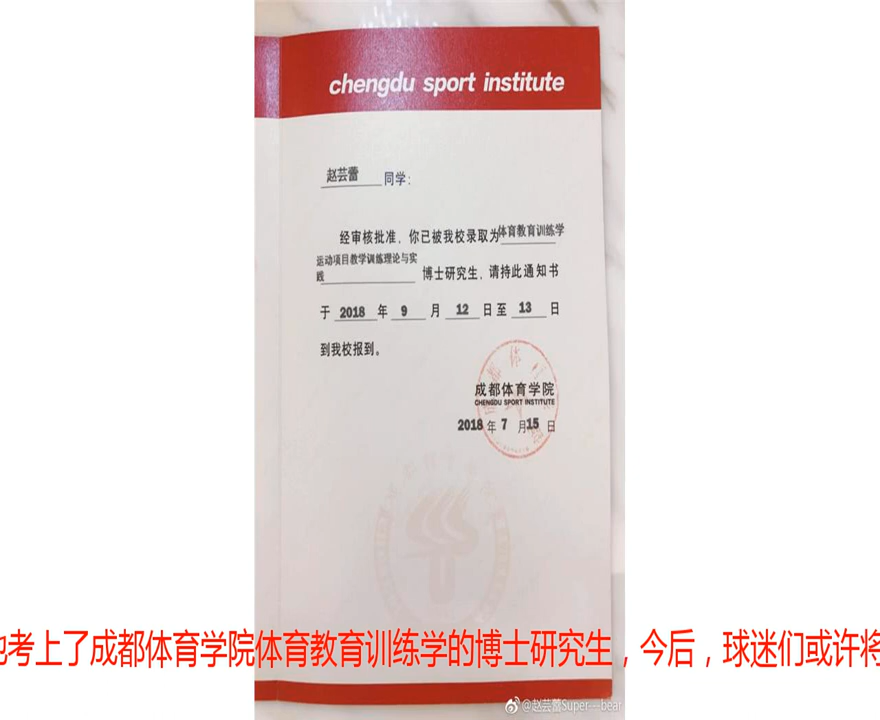 chengdu sport institute
赵芸蕾 同学:
经审核批准,你已被我校录取为体育教育训练学
运动项目教学训练理论与实
践 博士研究生,请持此通知书
于 2018 年 9 月 12 日至 13 日
到我校报到。
成都体育学院
CHENGDU SPORT INSTITUTE
2018 年 7 月 15 日
考上了成都体育学院体育教育训练学的博士研究生,今后,球迷们或许将
@赵芸蕾Super---bear